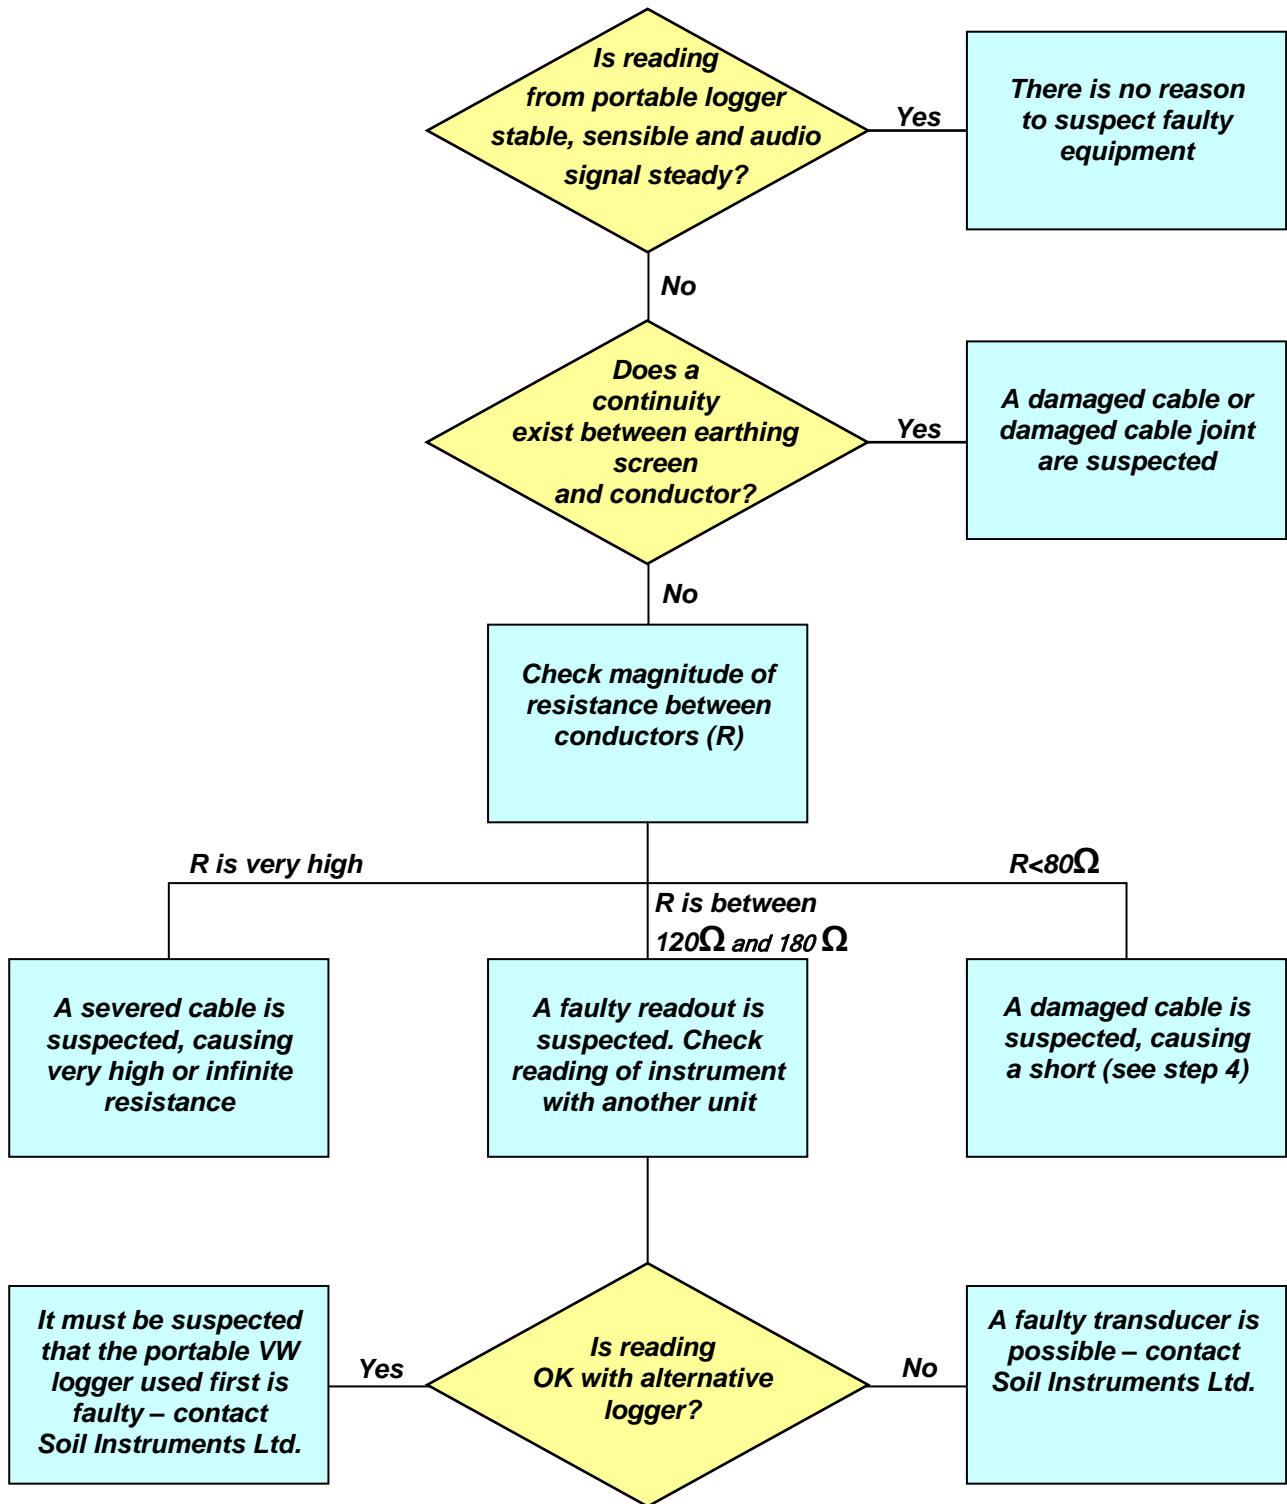 Is reading
from portable logger
stable, sensible and audio
signal steady?
Yes
There is no reason
to suspect faulty
equipment
No
Does a
continuity
exist between earthing
screen
and conductor?
Yes
A damaged cable or
damaged cable joint
are suspected
No
Check magnitude of
resistance between
conductors (R)
R is very high
R is between
120Ω and 180 Ω
R<80Ω
A severed cable is
suspected, causing
very high or infinite
resistance
A faulty readout is
suspected. Check
reading of instrument
with another unit
A damaged cable is
suspected, causing
a short (see step 4)
It must be suspected
that the portable VW
logger used first is
faulty – contact
Soil Instruments Ltd.
Yes
Is reading
OK with alternative
logger?
No
A faulty transducer is
possible – contact
Soil Instruments Ltd.